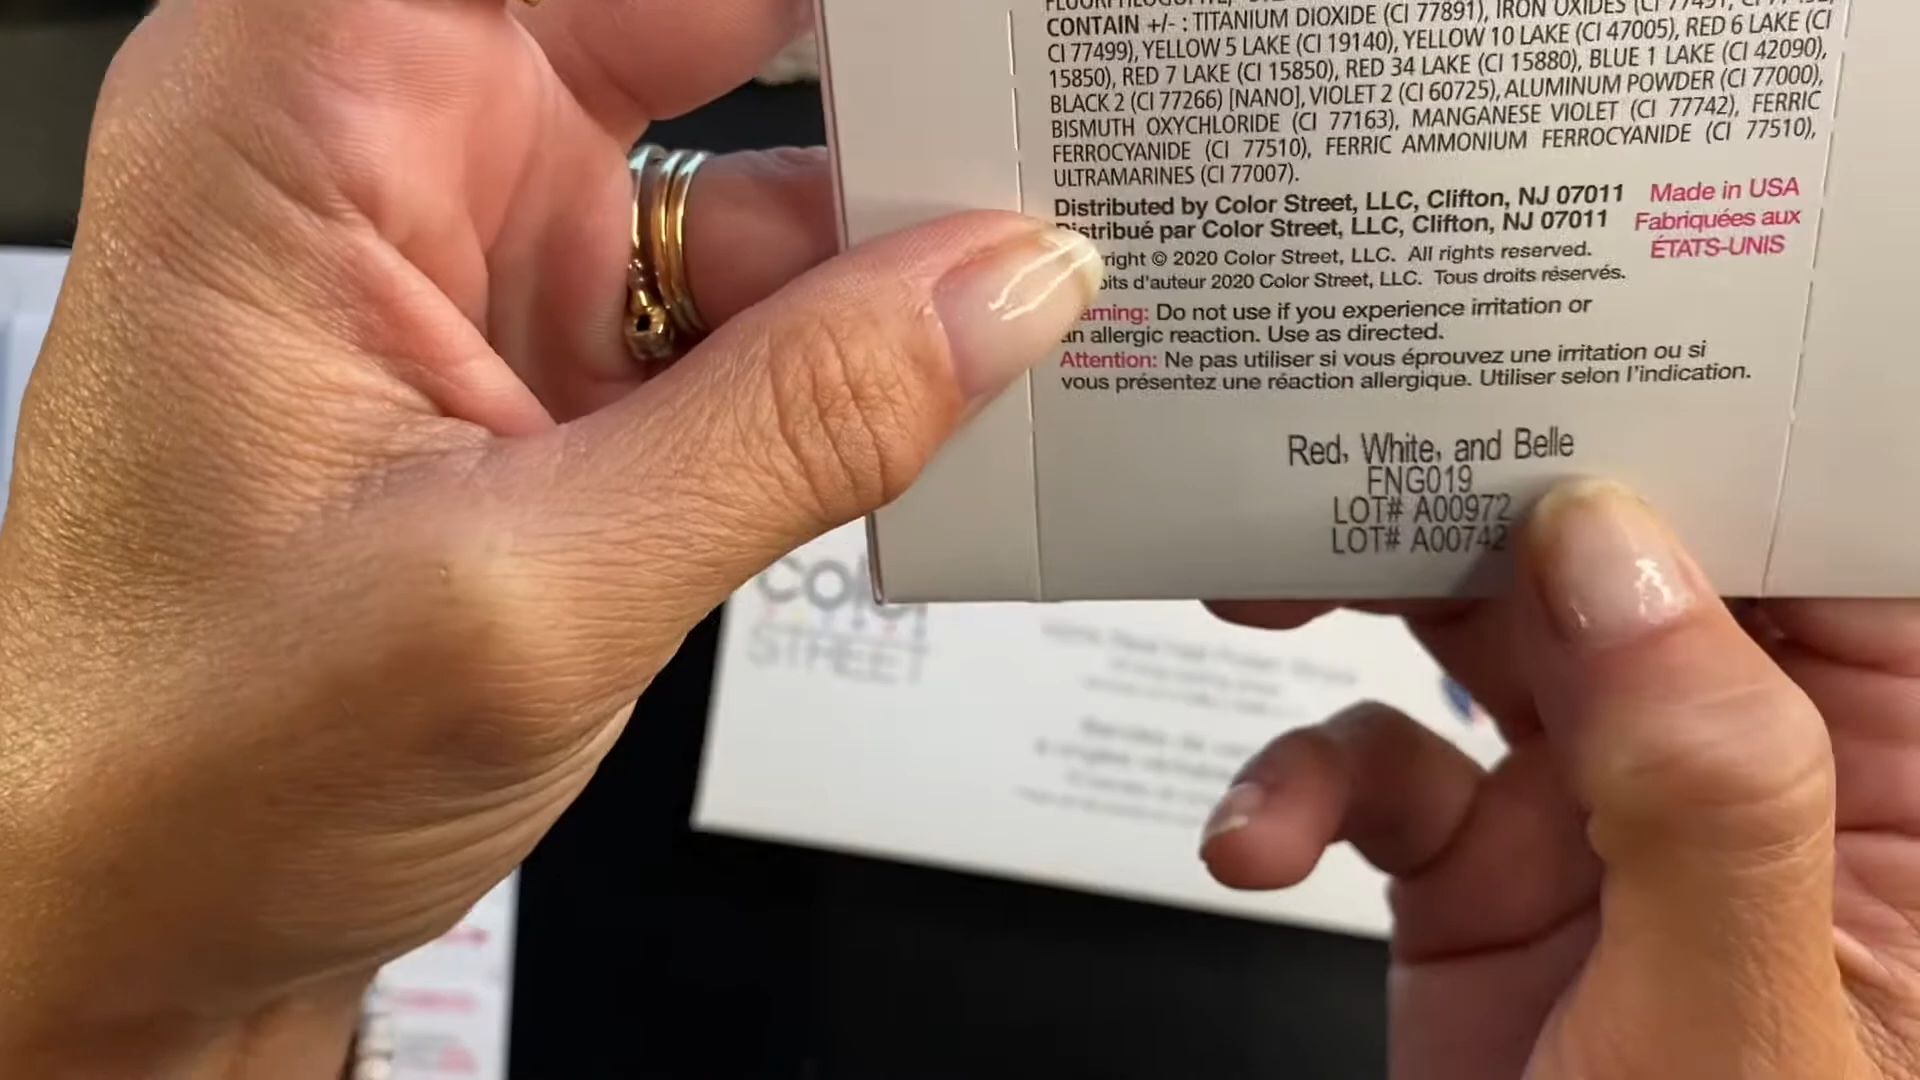 CONTAIN +/- : TITANIUM DIOXIDE (CI 77891), IRON OXIDES (CI 77491,
CI 77499), YELLOW 5 LAKE (CI 19140), YELLOW 10 LAKE (CI 47005), RED 6 LAKE (CI
15850), RED 7 LAKE (CI 15850), RED 34 LAKE (CI 15880), BLUE 1 LAKE (CI 42090),
BLACK 2 (CI 77266) [NANO], VIOLET 2 (CI 60725), ALUMINUM POWDER (CI 77000),
BISMUTH OXYCHLORIDE (CI 77163), MANGANESE VIOLET (CI 77742), FERRIC
FERROCYANIDE (CI 77510), FERRIC AMMONIUM FERROCYANIDE (CI 77510),
ULTRAMARINES (CI 77007).
Distributed by Color Street, LLC, Clifton, NJ 07011
Distribué par Color Street, LLC, Clifton, NJ 07011
Made in USA
Fabriquées aux
ÉTATS-UNIS
right © 2020 Color Street, LLC. All rights reserved.
oits d'auteur 2020 Color Street, LLC. Tous droits réservés.
arning: Do not use if you experience irritation or
an allergic reaction. Use as directed.
Attention: Ne pas utiliser si vous éprouvez une irritation ou si
vous présentez une réaction allergique. Utiliser selon l'indication.
Red, White, and Belle
FNG019
LOT# A00972
LOT# A00742
color
STREET